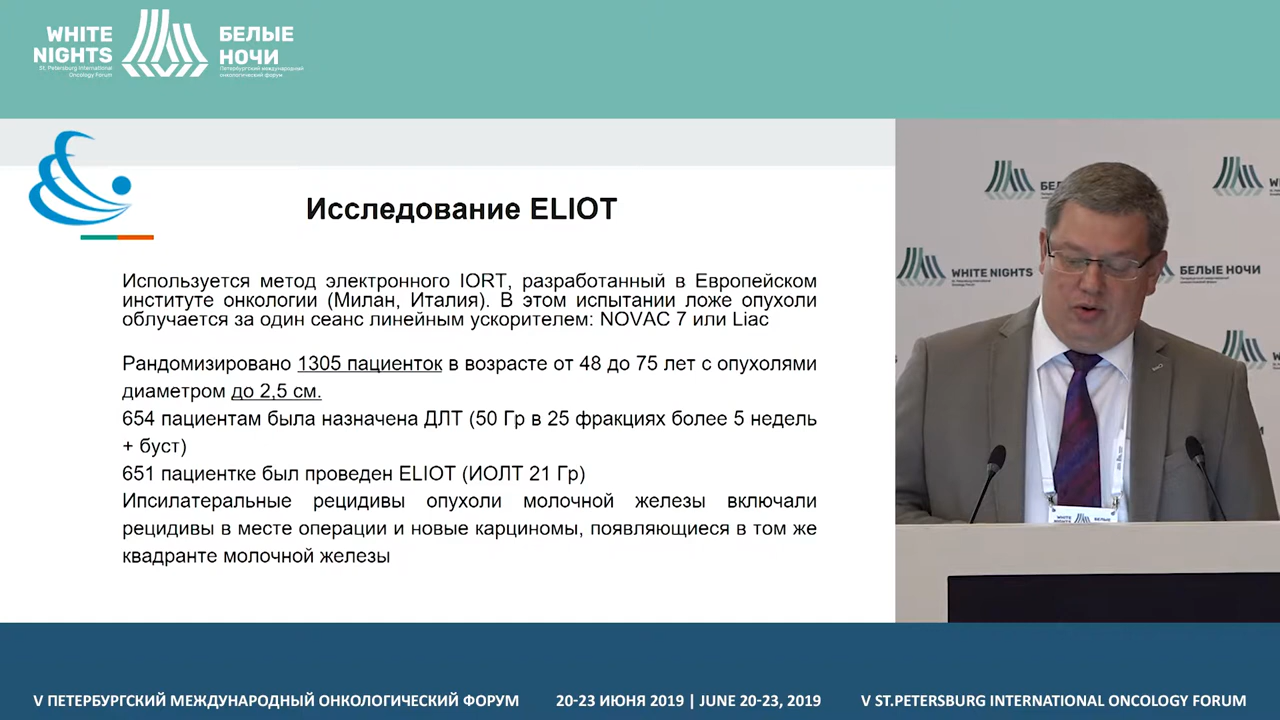 WHITE
NIGHTS
St. Petersburg International
Oncology Forum
БЕЛЫЕ
НОЧИ
Петербургский международный
онкологический форум
Исследование ELIOT
Используется метод электронного IORT, разработанный в Европейском
институте онкологии (Милан, Италия). В этом испытании ложе опухоли
облучается за один сеанс линейным ускорителем: NOVAC 7 или Liac
Рандомизировано 1305 пациенток в возрасте от 48 до 75 лет с опухолями
диаметром до 2,5 см.
654 пациентам была назначена ДЛТ (50 Гр в 25 фракциях более 5 недель
+ буст)
651 пациентке был проведен ELIOT (ИОЛТ 21 Гр)
Ипсилатеральные рецидивы опухоли молочной железы включали
рецидивы в месте операции и новые карциномы, появляющиеся в том же
квадранте молочной железы
WHITE NIGHTS
БЕЛЫЕ НОЧИ
V ПЕТЕРБУРГСКИЙ МЕЖДУНАРОДНЫЙ ОНКОЛОГИЧЕСКИЙ ФОРУМ
20-23 ИЮНЯ 2019 | JUNE 20-23, 2019
V ST.PETERSBURG INTERNATIONAL ONCOLOGY FORUM